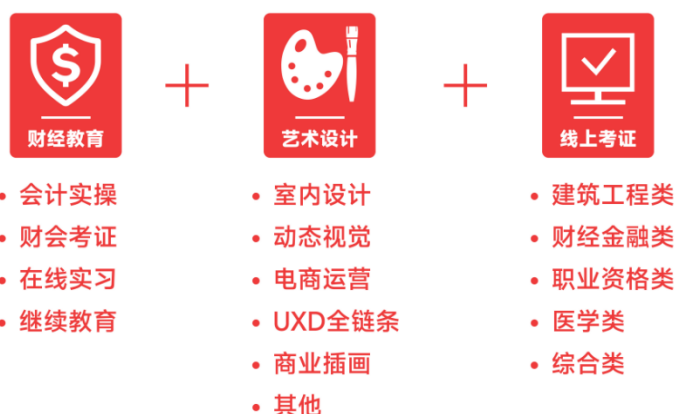 财经教育
会计实操
财会考证
在线实习
继续教育
艺术设计
室内设计
动态视觉
电商运营
UXD全链条
商业插画
其他
线上考证
建筑工程类
财经金融类
职业资格类
医学类
综合类